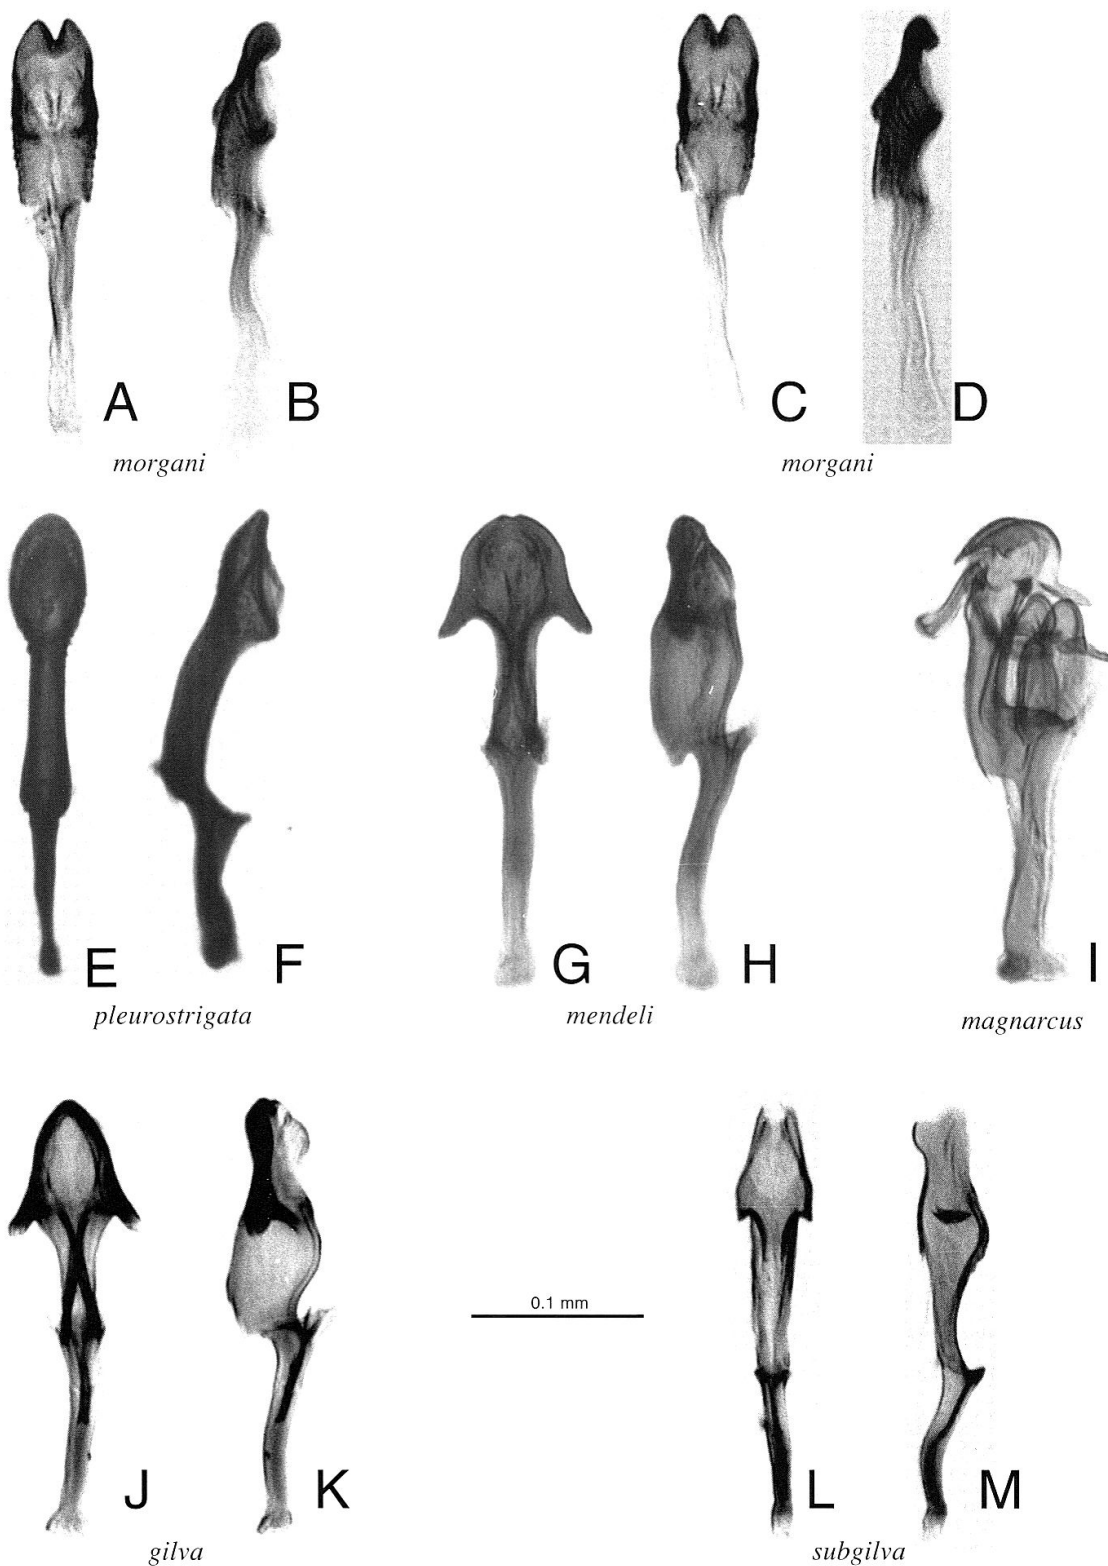 A
B
C
D
morgani
morgani
E
F
G
H
I
pleurostrigata
mendeli
magnarcus
0.1 mm
J
K
L
M
gilva
subgilva